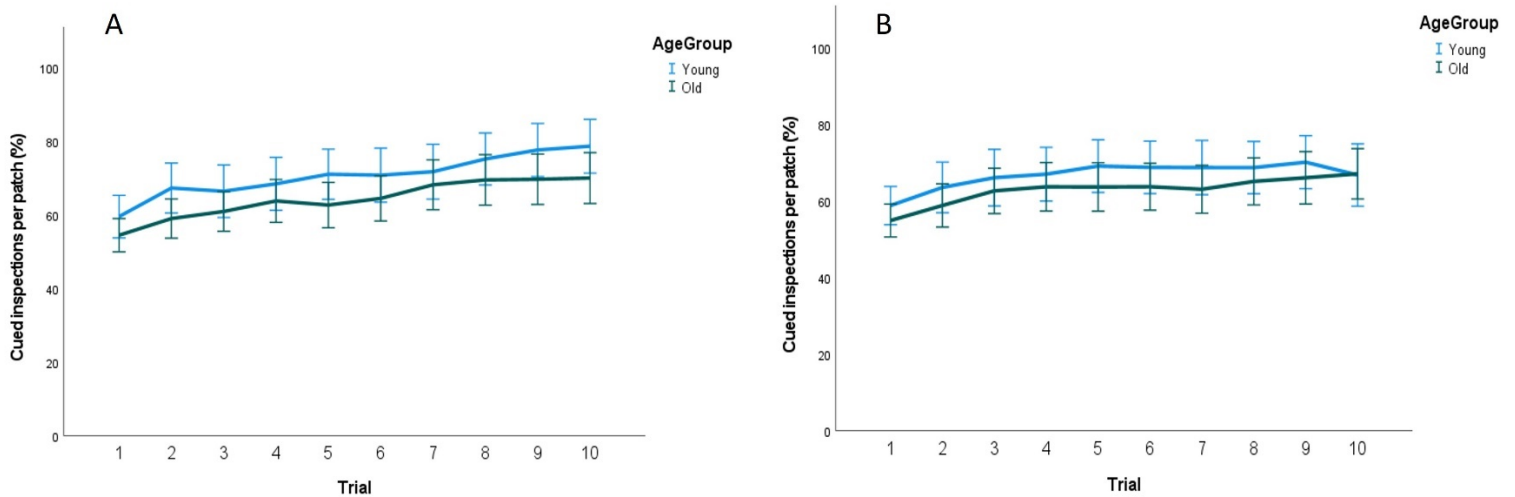 A
AgeGroup
Young
Old
100
80
60
40
20
0
Cued inspections per patch (%)
1 2 3 4 5 6 7 8 9 10
Trial
B
AgeGroup
Young
Old
100
80
60
40
20
0
Cued inspections per patch (%)
1 2 3 4 5 6 7 8 9 10
Trial